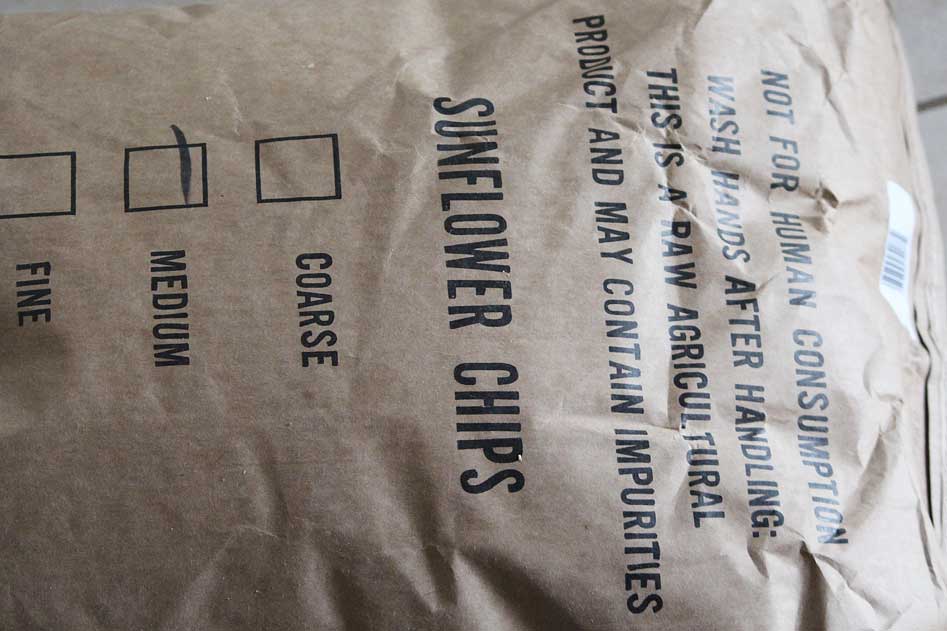 NOT FOR HUMAN CONSUMPTION
WASH HANDS AFTER HANDLING:
THIS IS A RAW AGRICULTURAL
PRODUCT AND MAY CONTAIN IMPURITIES
SUNFLOWER CHIPS
COARSE
MEDIUM
FINE